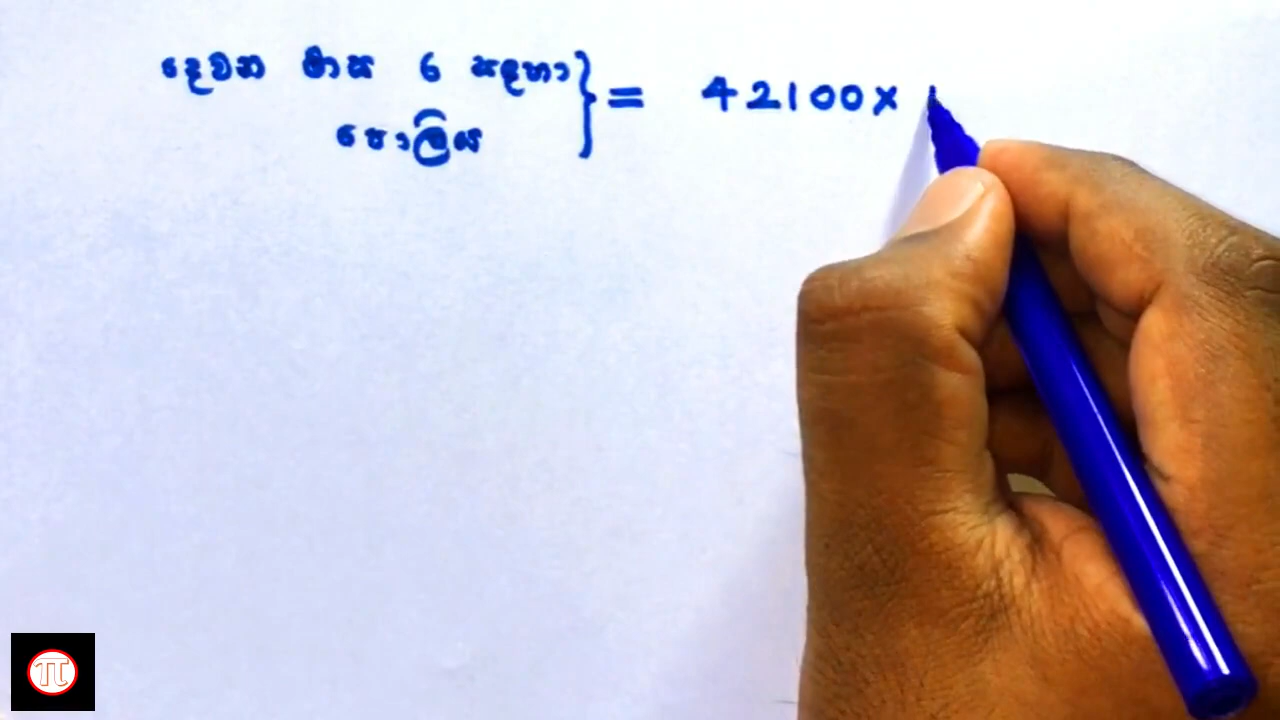 දෙවන මාස 6 සඳහා } = 42100 ×
පොලිය
π